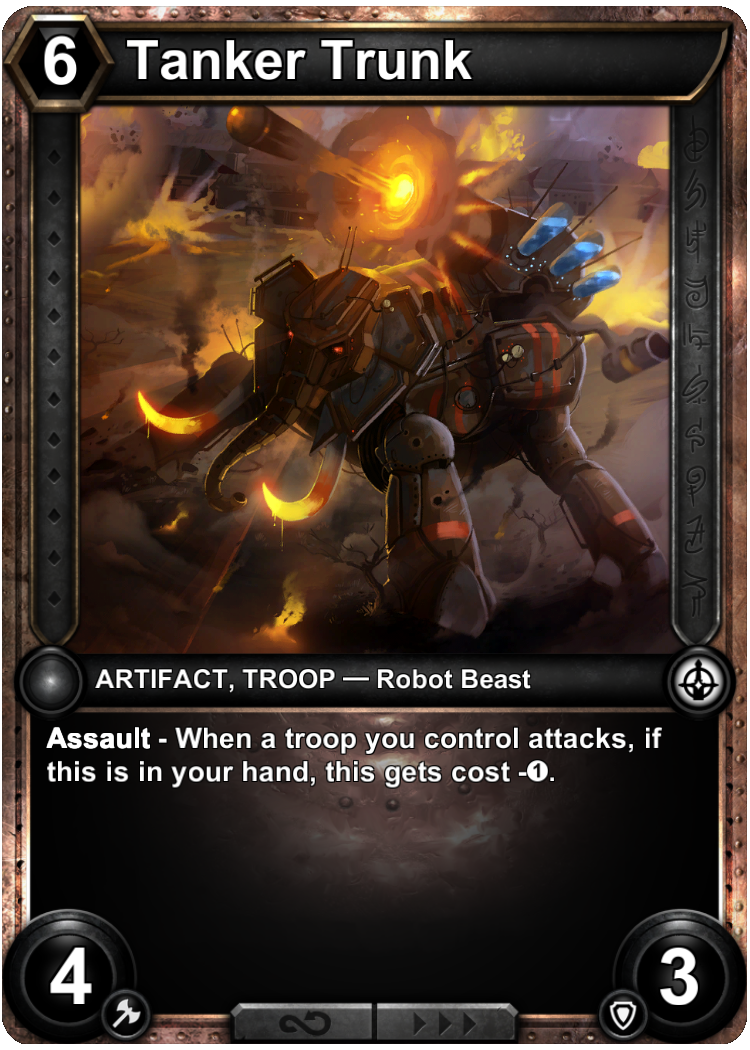 6 Tanker Trunk
ARTIFACT, TROOP — Robot Beast
Assault - When a troop you control attacks, if
this is in your hand, this gets cost -❶.
4 3